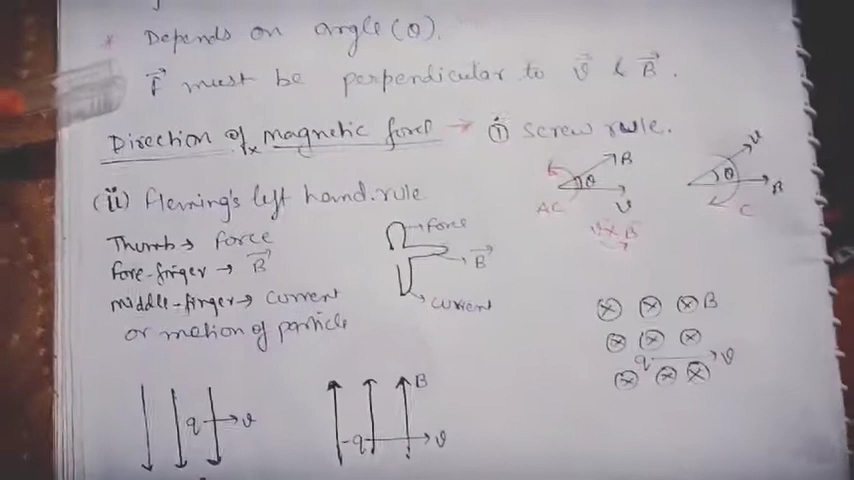 * Depends on angle (θ).
F⃗ must be perpendicular to v⃗ & B⃗.
Direction of magnetic force → (i) screw rule.
B
θ
v
AC
v × B
v
θ
B
C
(ii) Fleming's left hand rule
Thumb → force
Fore-finger → B⃗
middle-finger → current
or motion of particle
force
B⃗
current
B
q v
q v
B
q v